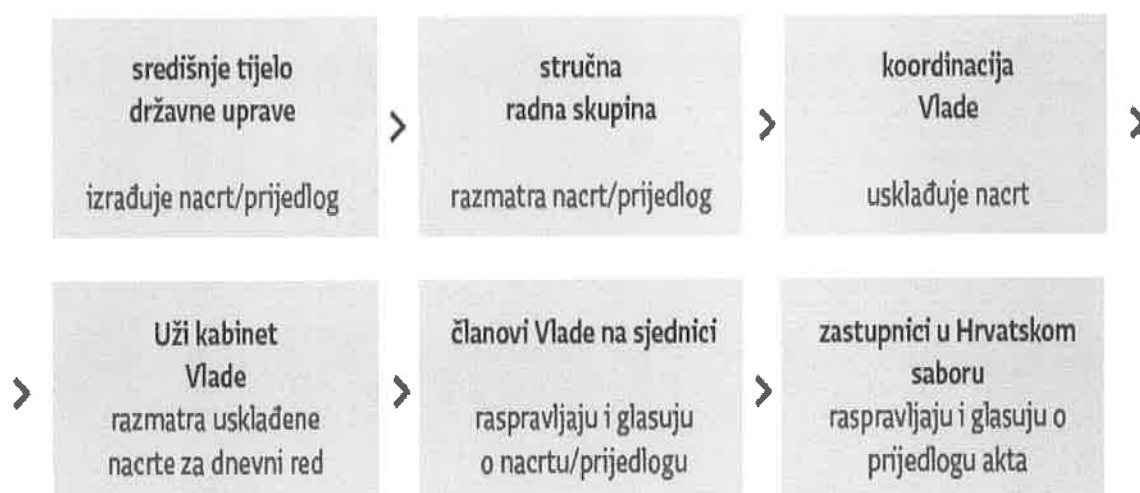 središnje tijelo
državne uprave
izrađuje nacrt/prijedlog
stručna
radna skupina
razmatra nacrt/prijedlog
koordinacija
Vlade
usklađuje nacrt
Uži kabinet
Vlade
razmatra usklađene
nacrte za dnevni red
članovi Vlade na sjednici
raspravljaju i glasuju
o nacrtu/prijedlogu
zastupnici u Hrvatskom
saboru
raspravljaju i glasuju o
prijedlogu akta